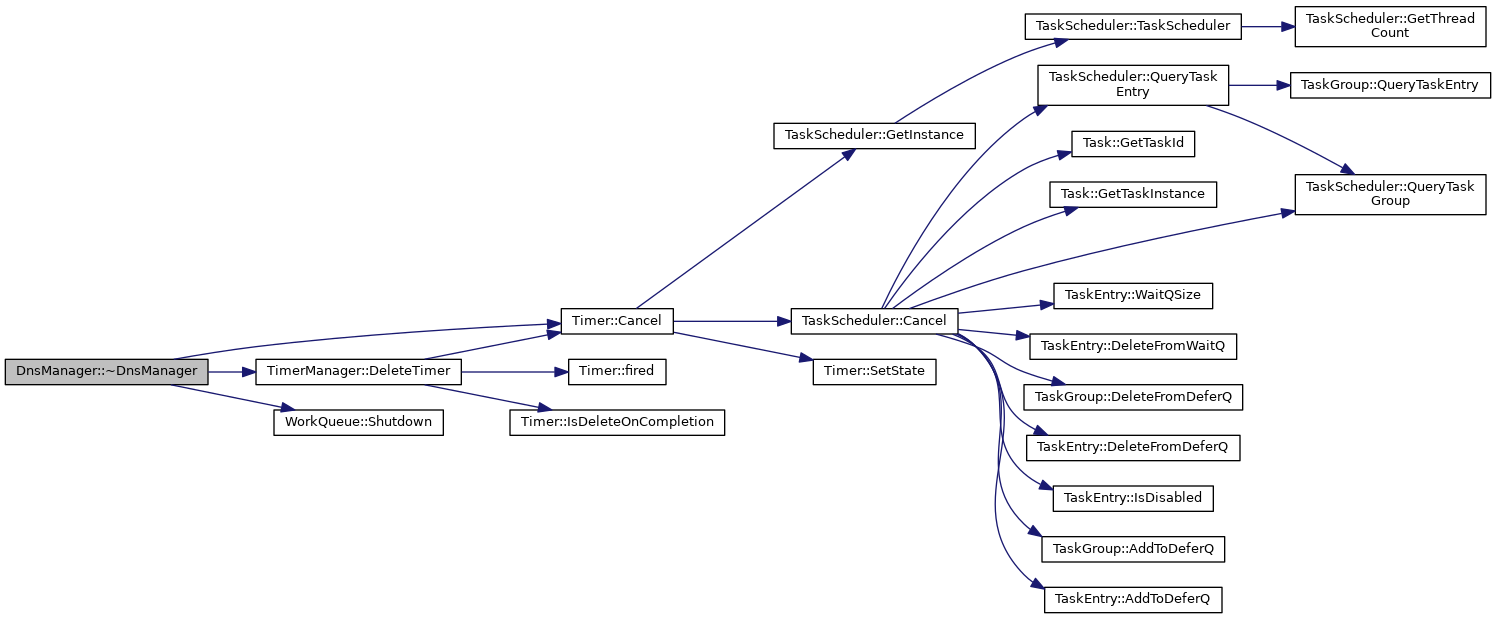 DnsManager::~DnsManager
TimerManager::DeleteTimer
WorkQueue::Shutdown
Timer::Cancel
Timer::fired
Timer::IsDeleteOnCompletion
TaskScheduler::GetInstance
TaskScheduler::Cancel
Timer::SetState
TaskScheduler::TaskScheduler
TaskScheduler::QueryTask
Entry
Task::GetTaskId
Task::GetTaskInstance
TaskEntry::WaitQSize
TaskEntry::DeleteFromWaitQ
TaskGroup::DeleteFromDeferQ
TaskEntry::DeleteFromDeferQ
TaskEntry::IsDisabled
TaskGroup::AddToDeferQ
TaskEntry::AddToDeferQ
TaskScheduler::GetThread
Count
TaskGroup::QueryTaskEntry
TaskScheduler::QueryTask
Group